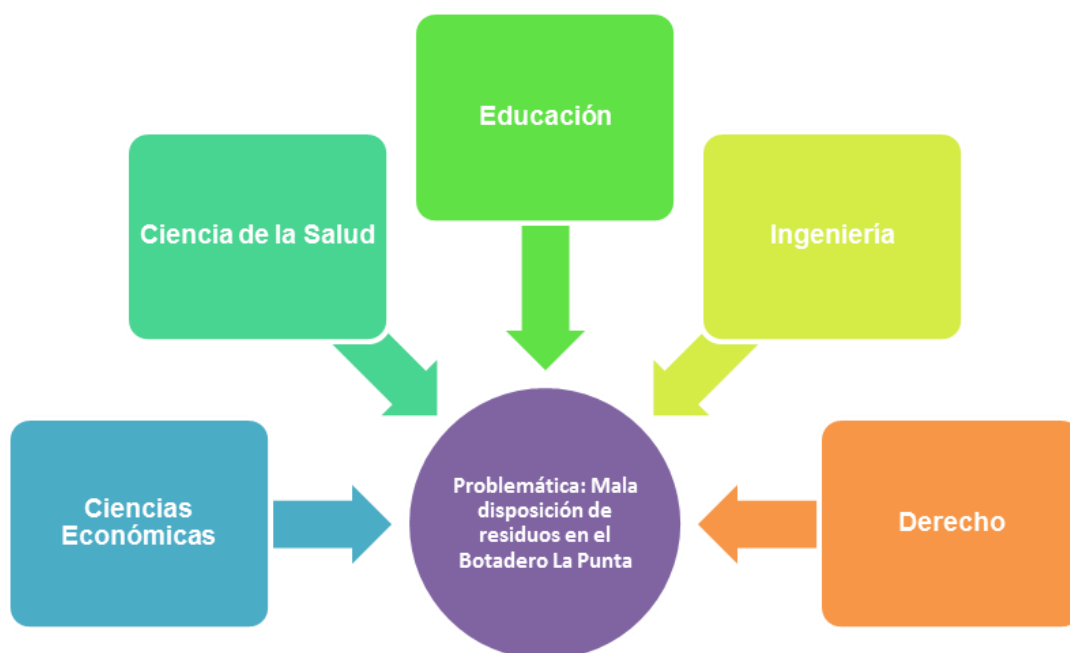 Educación
Ciencia de la Salud
Ingeniería
Ciencias
Económicas
Problemática: Mala
disposición de
residuos en el
Botadero La Punta
Derecho